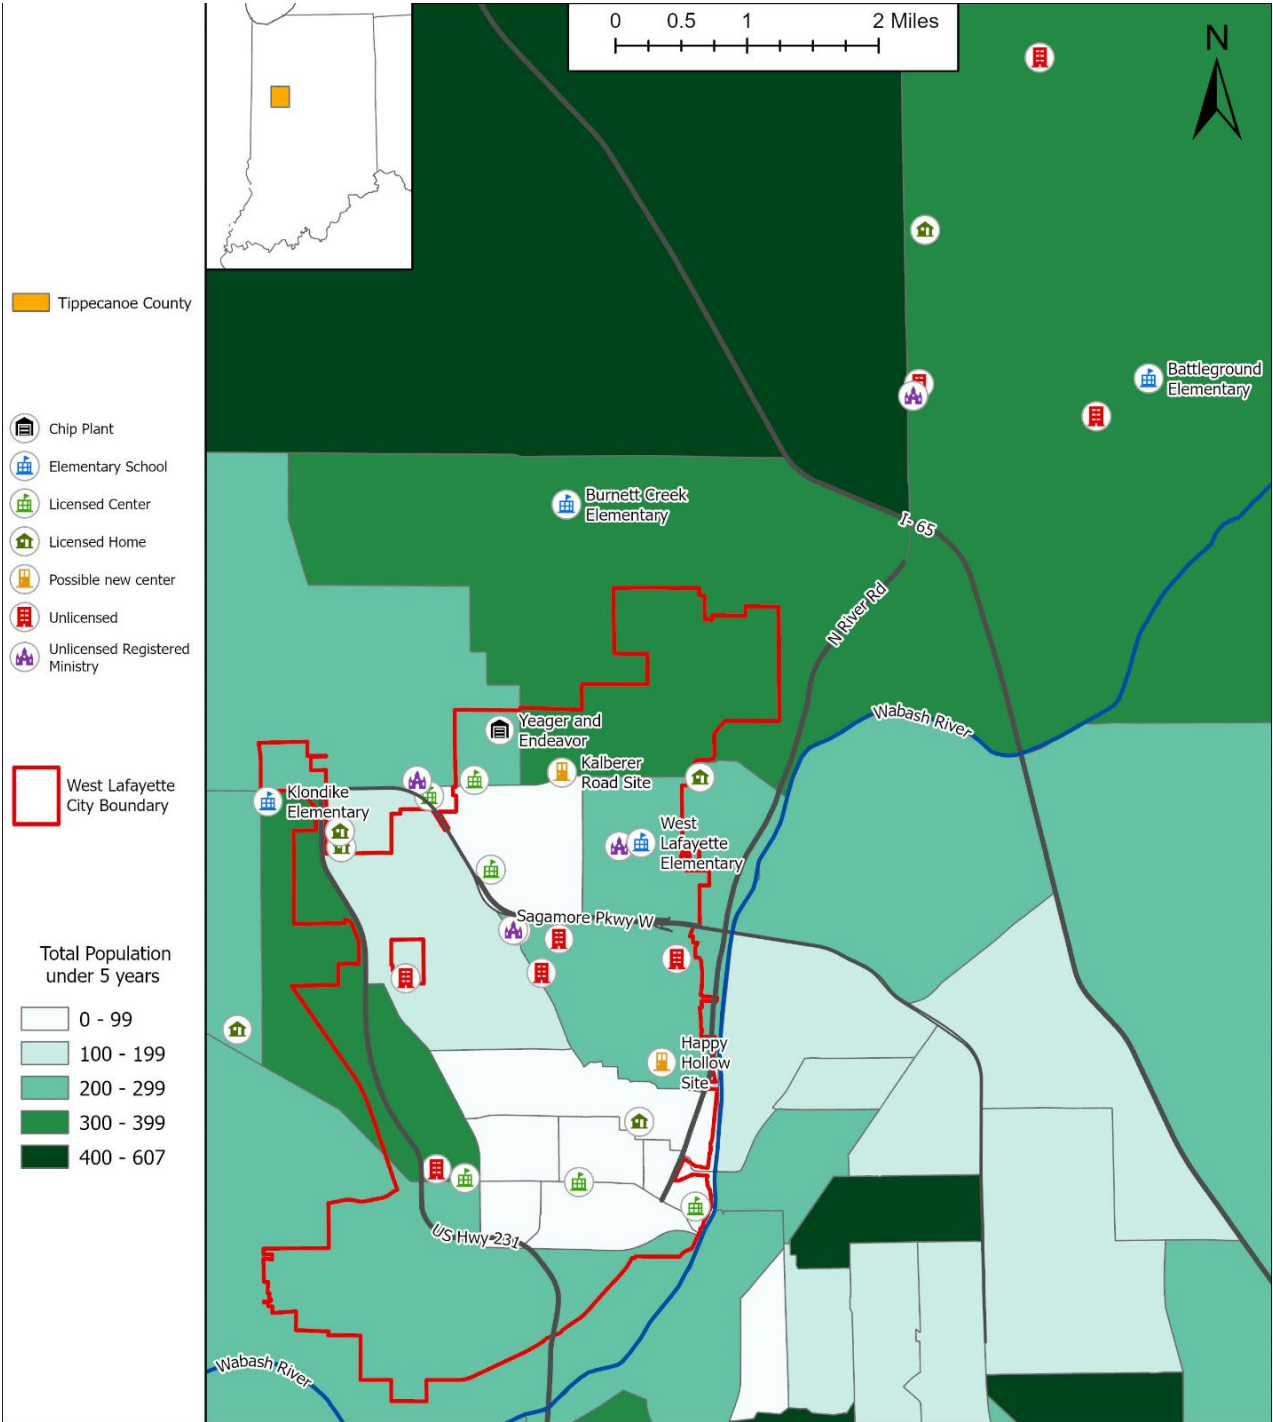 0 0.5 1 2 Miles
N
Tippecanoe County
Chip Plant
Elementary School
Licensed Center
Licensed Home
Possible new center
Unlicensed
Unlicensed Registered
Ministry
West Lafayette
City Boundary
Total Population
under 5 years
0 - 99
100 - 199
200 - 299
300 - 399
400 - 607
Battleground
Elementary
Burnett Creek
Elementary
I- 65
N River Rd
Wabash River
Yeager and
Endeavor
Kalberer
Road Site
Klondike
Elementary
West
Lafayette
Elementary
Sagamore Pkwy W
Happy
Hollow
Site
US Hwy 231
Wabash River